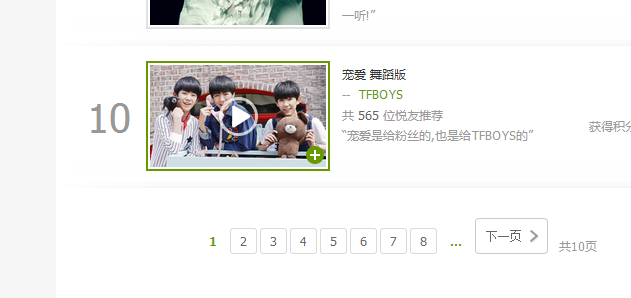 一听!”
10
宠爱 舞蹈版
-- TFBOYS
共 565 位悦友推荐
“宠爱是给粉丝的,也是给TFBOYS的”
获得积分
1 2 3 4 5 6 7 8 ... 下一页 共10页